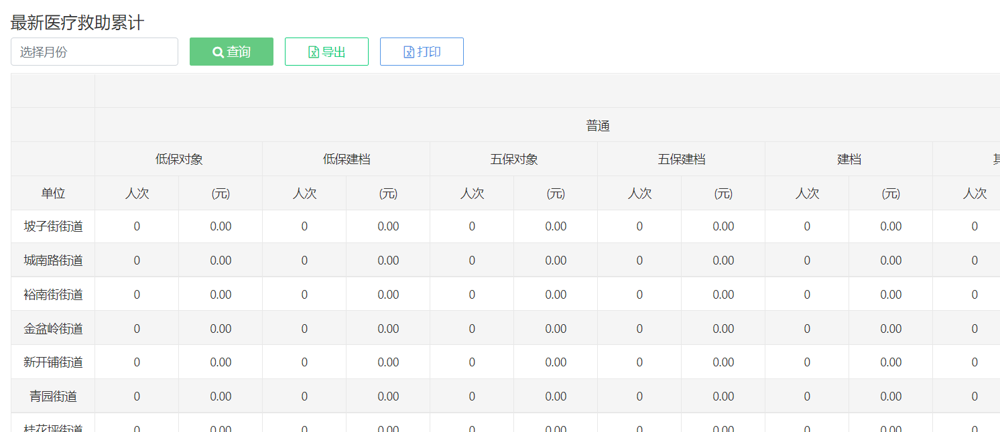 最新医疗救助累计
选择月份 查询 导出 打印
普通
低保对象 低保建档 五保对象 五保建档 建档
单位 人次 (元) 人次 (元) 人次 (元) 人次 (元) 人次 (元) 人次
坡子街街道 0 0.00 0 0.00 0 0.00 0 0.00 0 0.00 0
城南路街道 0 0.00 0 0.00 0 0.00 0 0.00 0 0.00 0
裕南街街道 0 0.00 0 0.00 0 0.00 0 0.00 0 0.00 0
金盆岭街道 0 0.00 0 0.00 0 0.00 0 0.00 0 0.00 0
新开铺街道 0 0.00 0 0.00 0 0.00 0 0.00 0 0.00 0
青园街道 0 0.00 0 0.00 0 0.00 0 0.00 0 0.00 0
桂花坪街道 0 0.00 0 0.00 0 0.00 0 0.00 0 0.00 0